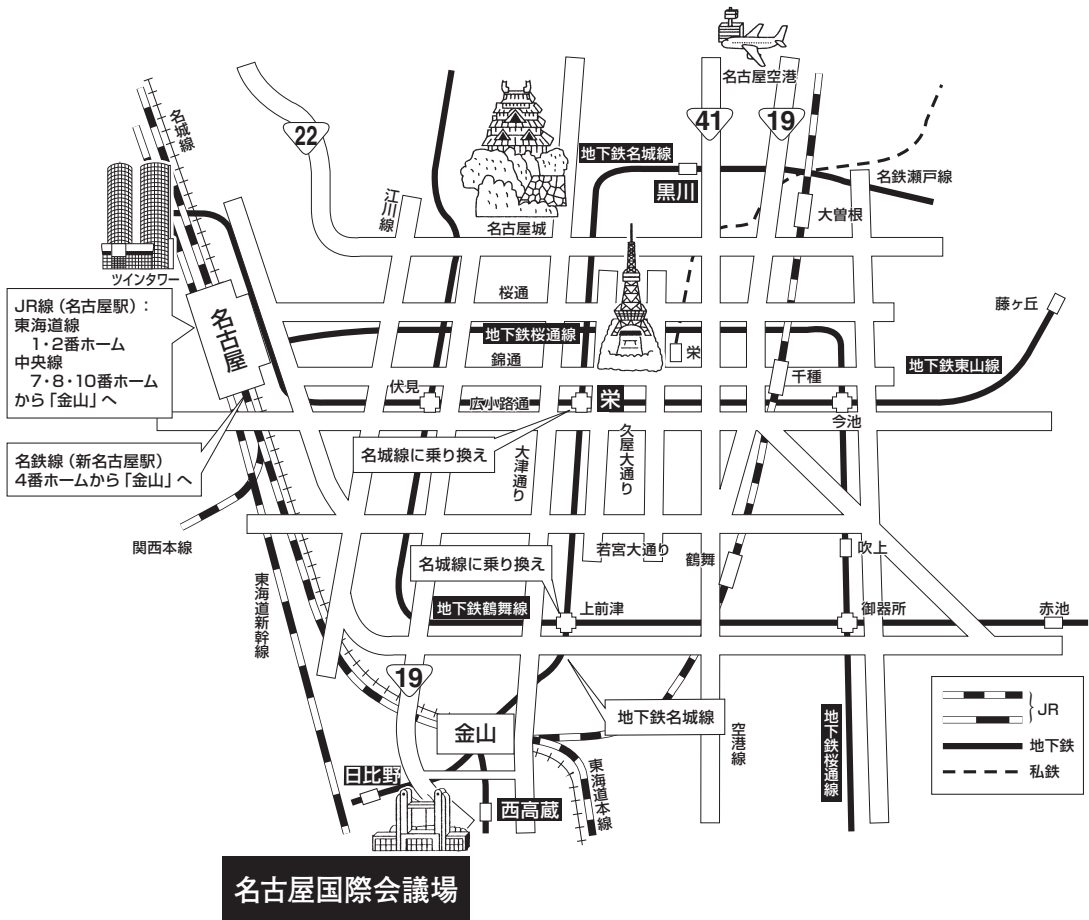 名古屋空港
名城線
22
41
19
地下鉄名城線
黒川
名鉄瀬戸線
大曽根
江川線
名古屋城
ツインタワー
桜通
藤ヶ丘
JR線(名古屋駅):
東海道線
1・2番ホーム
中央線
7・8・10番ホーム
から「金山」へ
名古屋
地下鉄桜通線
錦通
栄
地下鉄東山線
伏見
千種
広小路通
栄
今池
名鉄線(新名古屋駅)
4番ホームから「金山」へ
名城線に乗り換え
大津通り
久屋大通り
関西本線
若宮大通り
鶴舞
吹上
名城線に乗り換え
東海道新幹線
地下鉄鶴舞線
上前津
御器所
赤池
19
地下鉄名城線
金山
空港線
地下鉄桜通線
JR
地下鉄
私鉄
日比野
西高蔵
東海道本線
名古屋国際会議場